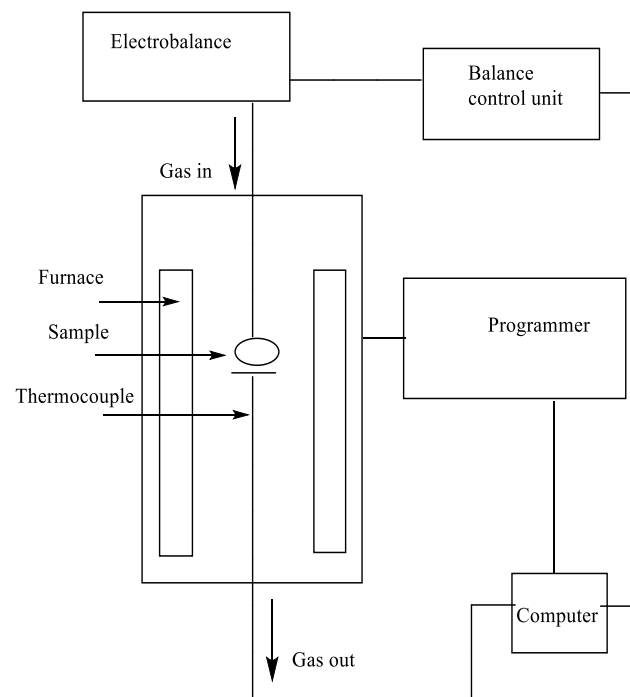 Electrobalance
Balance
control unit
Gas in
Furnace
Sample
Thermocouple
Programmer
Computer
Gas out